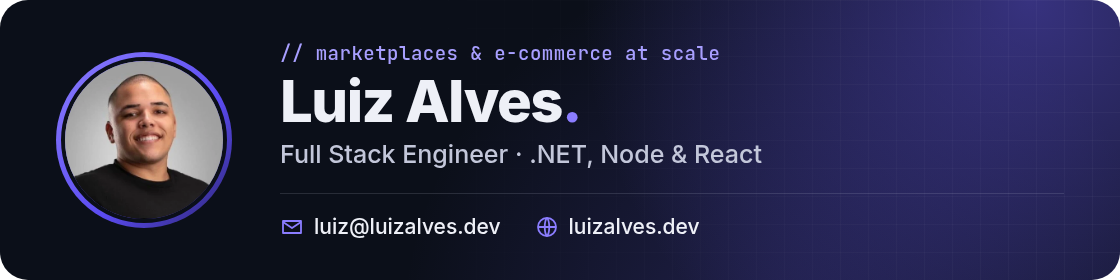 // marketplaces & e-commerce at scale
Luiz Alves.
Full Stack Engineer · .NET, Node & React
luiz@luizalves.dev
luizalves.dev